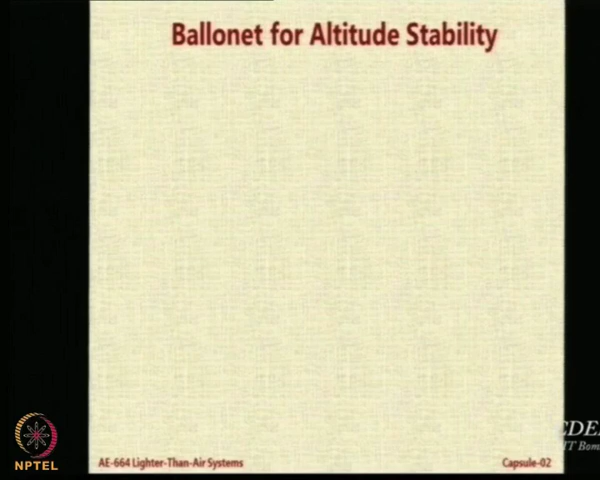 Ballonet for Altitude Stability
NPTEL
AE-664 Lighter-Than-Air Systems
Capsule-02